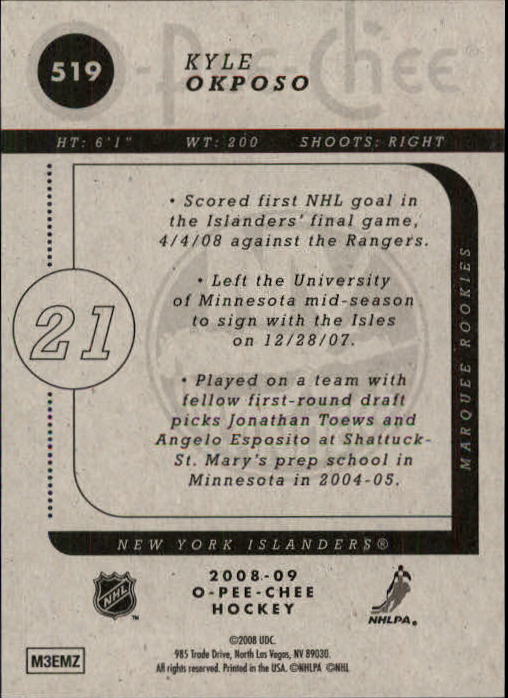 O-Pee-Chee®
519
KYLE
OKPOSO
HT: 6'1" WT: 200 SHOOTS: RIGHT
• Scored first NHL goal in
the Islanders' final game,
4/4/08 against the Rangers.
• Left the University
of Minnesota mid-season
to sign with the Isles
on 12/28/07.
21
• Played on a team with
fellow first-round draft
picks Jonathan Toews and
Angelo Esposito at Shattuck-
St. Mary's prep school in
Minnesota in 2004-05.
MARQUEE ROOKIES
NEW YORK ISLANDERS®
NHL
™
2008-09
O-PEE-CHEE
HOCKEY
NHLPA®
©2008 UDC.
985 Trade Drive, North Las Vegas, NV 89030.
All rights reserved. Printed in the USA. ©NHLPA ©NHL
M3EMZ